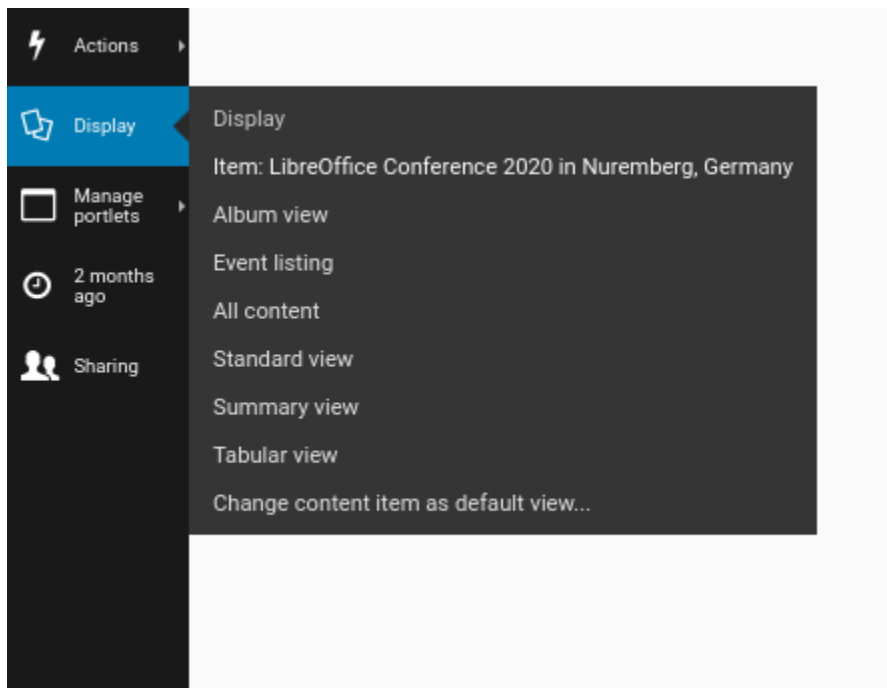 Actions
Display
Manage
portlets
2 months
ago
Sharing
Display
Item: LibreOffice Conference 2020 in Nuremberg, Germany
Album view
Event listing
All content
Standard view
Summary view
Tabular view
Change content item as default view...